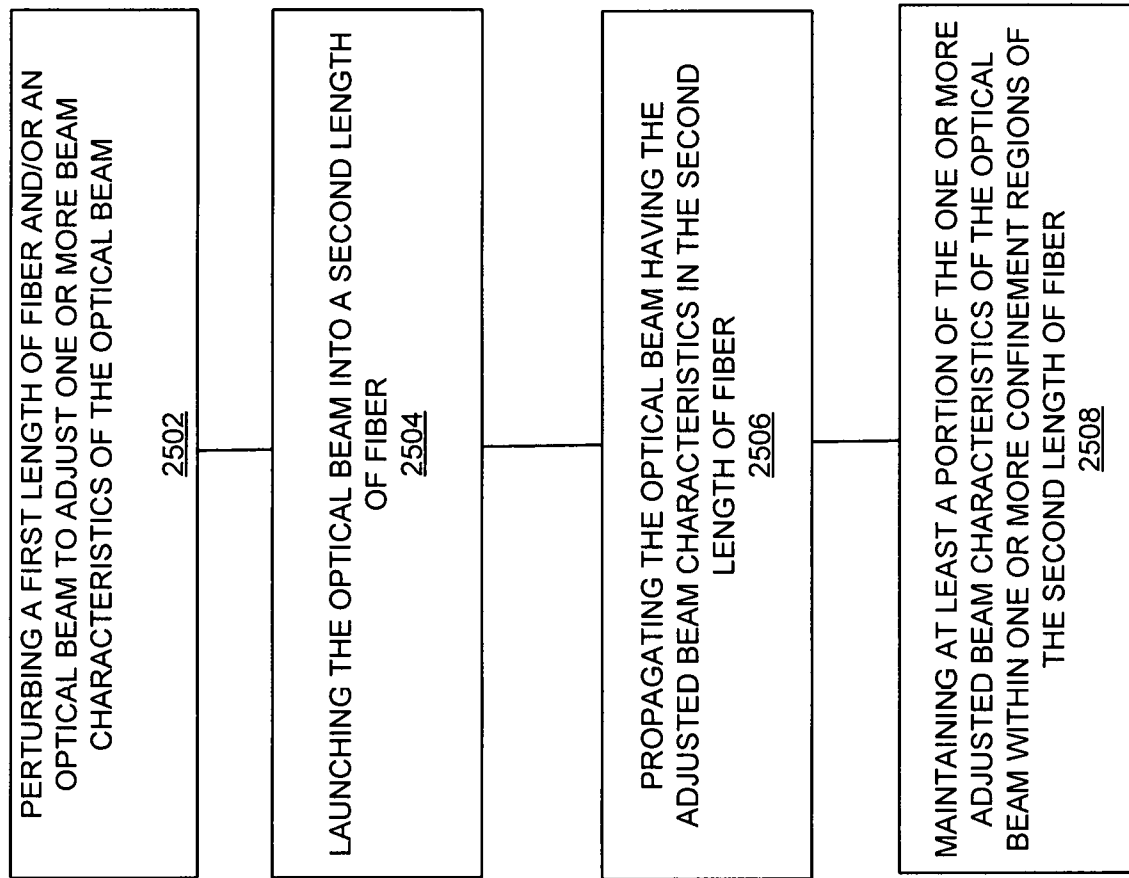 PERTURBING A FIRST LENGTH OF FIBER AND/OR AN
OPTICAL BEAM TO ADJUST ONE OR MORE BEAM
CHARACTERISTICS OF THE OPTICAL BEAM
2502
LAUNCHING THE OPTICAL BEAM INTO A SECOND LENGTH
OF FIBER
2504
PROPAGATING THE OPTICAL BEAM HAVING THE
ADJUSTED BEAM CHARACTERISTICS IN THE SECOND
LENGTH OF FIBER
2506
MAINTAINING AT LEAST A PORTION OF THE ONE OR MORE
ADJUSTED BEAM CHARACTERISTICS OF THE OPTICAL
BEAM WITHIN ONE OR MORE CONFINEMENT REGIONS OF
THE SECOND LENGTH OF FIBER
2508